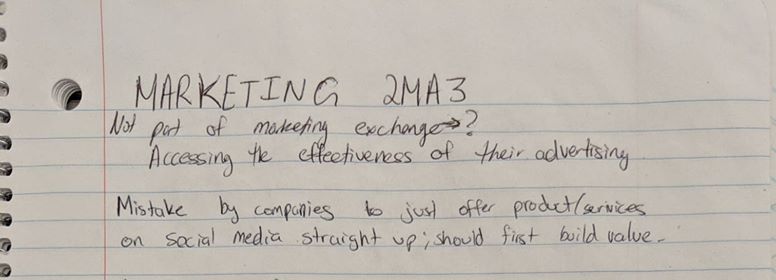 MARKETING 2MA3
Not part of marketing exchange→?
Accessing the effectiveness of their advertising
Mistake by companies to just offer product/services
on social media straight up; should first build value.